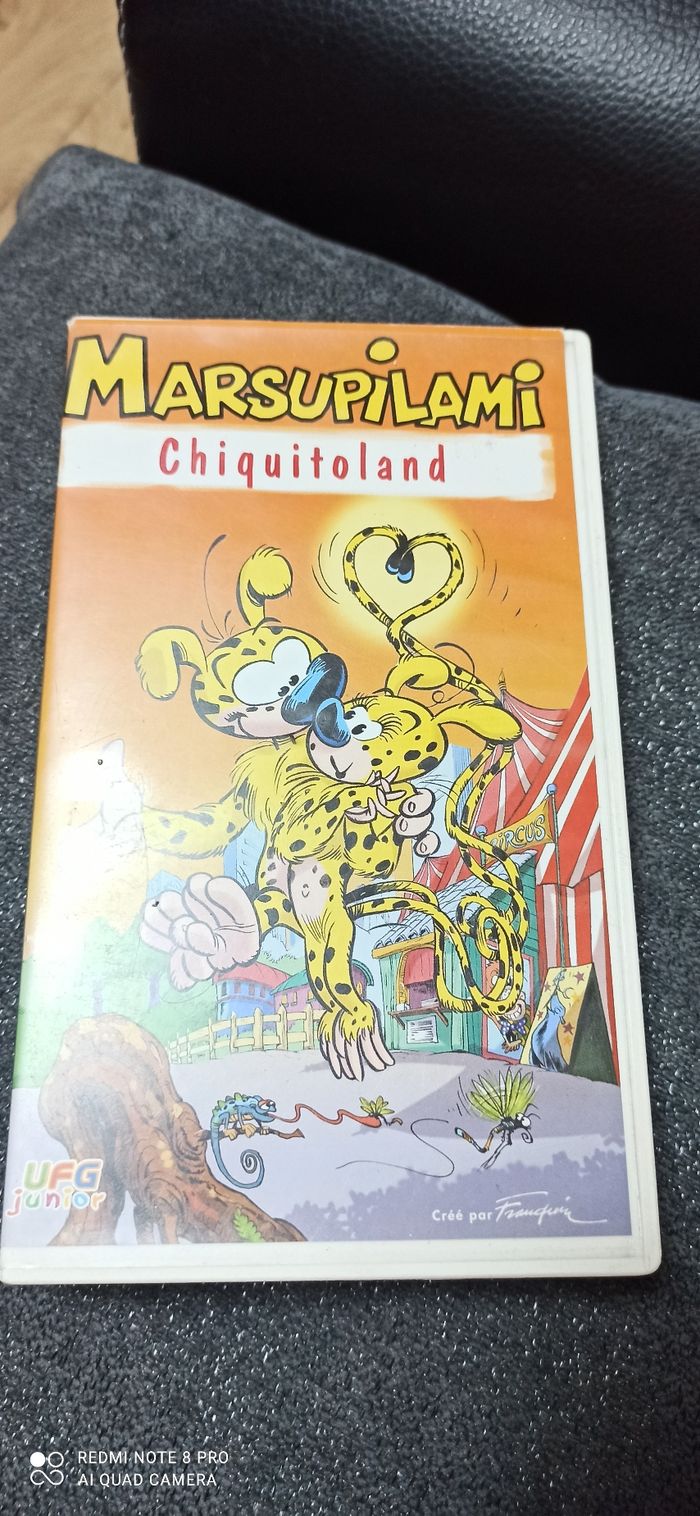 MARSUPiLAMi
Chiquitoland
CIRCUS
UFG
junior
Créé par Franquin
REDMI NOTE 8 PRO
AI QUAD CAMERA